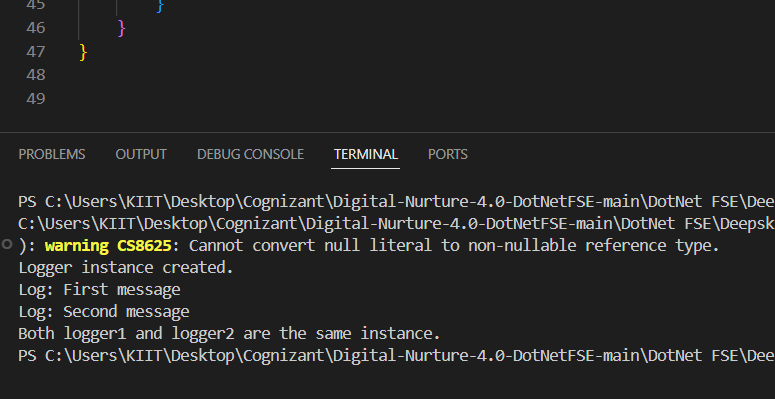 45 }
46 }
47 }
48
49
PROBLEMS OUTPUT DEBUG CONSOLE TERMINAL PORTS
PS C:\Users\KIIT\Desktop\Cognizant\Digital-Nurture-4.0-DotNetFSE-main\DotNet FSE\Dee
C:\Users\KIIT\Desktop\Cognizant\Digital-Nurture-4.0-DotNetFSE-main\DotNet FSE\Deepsk
): warning CS8625: Cannot convert null literal to non-nullable reference type.
Logger instance created.
Log: First message
Log: Second message
Both logger1 and logger2 are the same instance.
PS C:\Users\KIIT\Desktop\Cognizant\Digital-Nurture-4.0-DotNetFSE-main\DotNet FSE\Dee